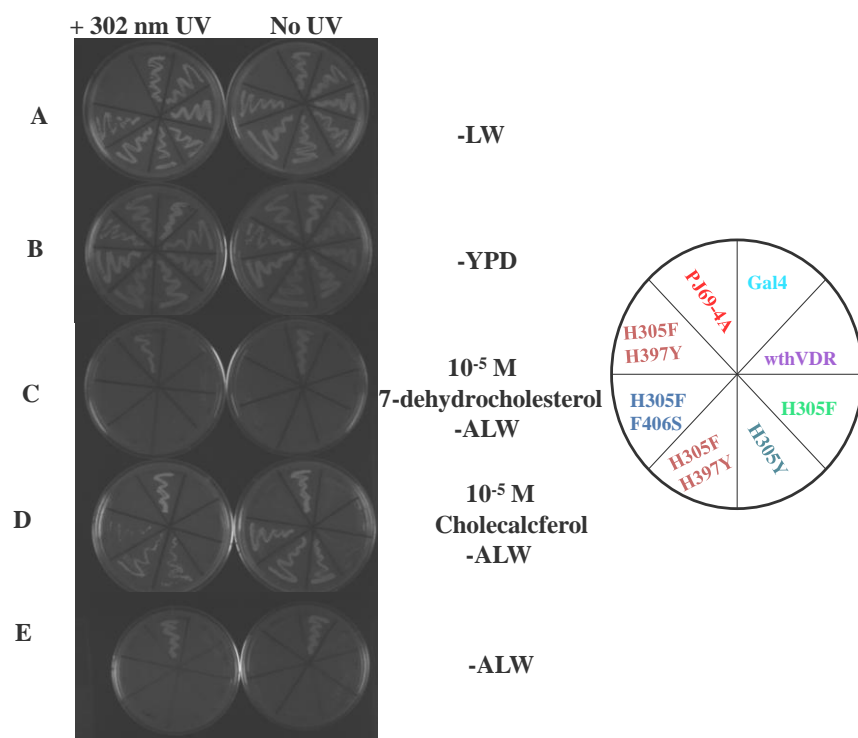 + 302 nm UV No UV
A
-LW
B
-YPD
C
10-5 M
7-dehydrocholesterol
-ALW
D
10-5 M
Cholecalcferol
-ALW
E
-ALW
PJ69-4A
Gal4
H305F
H397Y
wthVDR
H305F
F406S
H305F
H305F
H397Y
H305Y